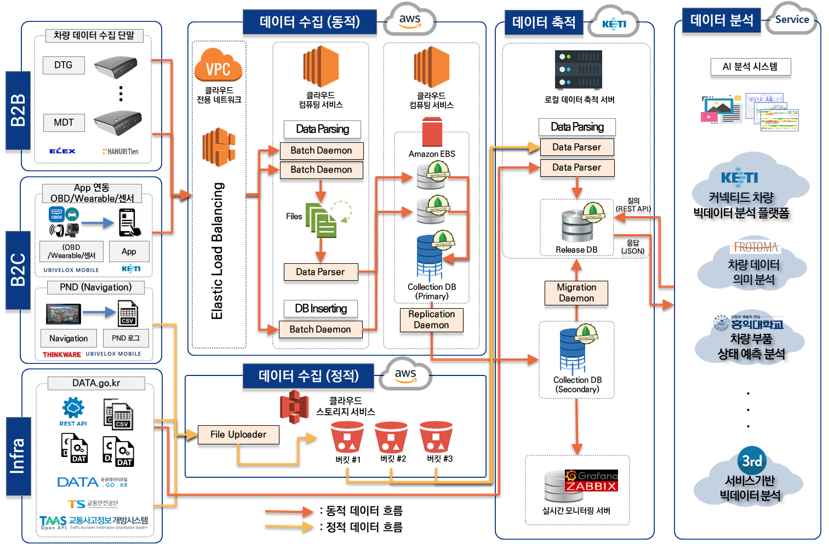 B2B
차량 데이터 수집 단말
DTG
MDT
ELEX
HANURITien
B2C
App 연동
OBD/Wearable/센서
(OBD
/Wearable/센서)
App
UBIVELOX MOBILE
KETI
PND (Navigation)
CSV
Navigation
PND 로그
THINKWARE
UBIVELOX MOBILE
Infra
DATA.go.kr
REST API
CSV
DAT
DAT
DATA
공공데이터포털
.GO.KR
TS 교통안전공단
TAAS 교통사고정보 개방시스템
Open API
Traffic Accident Information Distribution System
데이터 수집 (동적)
aws
VPC
클라우드
전용 네트워크
Elastic Load Balancing
클라우드
컴퓨팅 서비스
Data Parsing
Batch Daemon
Batch Daemon
Files
Data Parser
DB Inserting
Batch Daemon
클라우드
컴퓨팅 서비스
Amazon EBS
Collection DB
(Primary)
Replication
Daemon
데이터 수집 (정적)
aws
클라우드
스토리지 서비스
File Uploader
버킷 #1
버킷 #2
버킷 #3
: 동적 데이터 흐름
: 정적 데이터 흐름
데이터 축적
KETI
로컬 데이터 축적 서버
Data Parsing
Data Parser
Data Parser
Release DB
Migration
Daemon
Collection DB
(Secondary)
Grafana
ZABBIX
실시간 모니터링 서버
질의
(REST API)
응답
(JSON)
데이터 분석
Service
AI 분석 시스템
KETI
커넥티드 차량
빅데이터 분석 플랫폼
FROTOMA
차량 데이터
의미 분석
홍익대학교
차량 부품
상태 예측 분석
3rd
서비스기반
빅데이터 분석